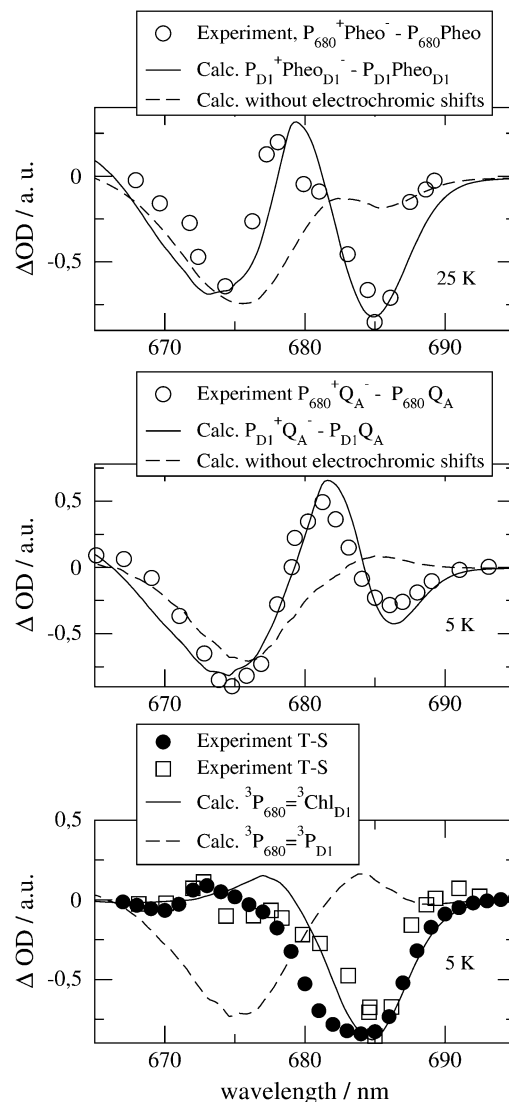 Experiment, P680+Pheo- - P680Pheo
Calc. PD1+PheoD1- - PD1PheoD1
Calc. without electrochromic shifts
0
-0,5
ΔOD / a. u.
25 K
670 680 690
Experiment P680+QA- - P680 QA
Calc. PD1+QA- - PD1QA
Calc. without electrochromic shifts
0,5
0
-0,5
Δ OD / a.u.
5 K
670 680 690
Experiment T-S
Experiment T-S
Calc. 3P680=3ChlD1
Calc. 3P680=3PD1
0,5
0
-0,5
Δ OD / a.u.
5 K
670 680 690
wavelength / nm